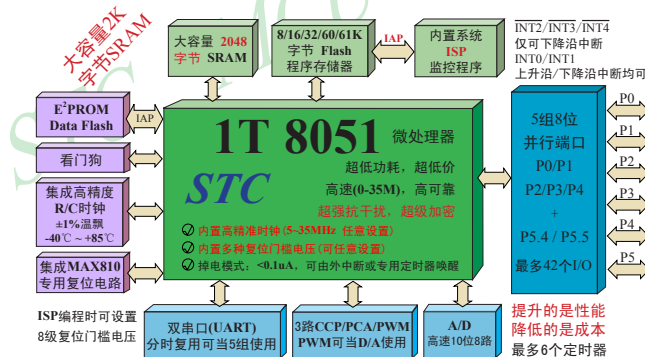 大容量2K
字节SRAM
大容量 2048
字节 SRAM
8/16/32/60/61K
字节 Flash
程序存储器
IAP
内置系统
ISP
监控程序
INT2/INT3/INT4
仅可下降沿中断
INT0/INT1
上升沿/下降沿中断均可
E²PROM
Data Flash
IAP
看门狗
集成高精度
R/C时钟
±1%温飘
-40℃ ~ +85℃
集成MAX810
专用复位电路
ISP编程时可设置
8级复位门槛电压
1T 8051 微处理器
STC
超低功耗，超低价
高速(0-35M)，高可靠
超强抗干扰，超级加密
内置高精准时钟(5~35MHz 任意设置)
内置多种复位门槛电压(可任意设置)
掉电模式：<0.1uA，可由外中断或专用定时器唤醒
5组8位
并行端口
P0/P1
P2/P3/P4
+
P5.4 / P5.5
最多42个I/O
P0
P1
P2
P3
P4
P5
双串口(UART)
分时复用可当5组使用
3路CCP/PCA/PWM
PWM可当D/A使用
A/D
高速10位8路
提升的是性能
降低的是成本
最多6个定时器